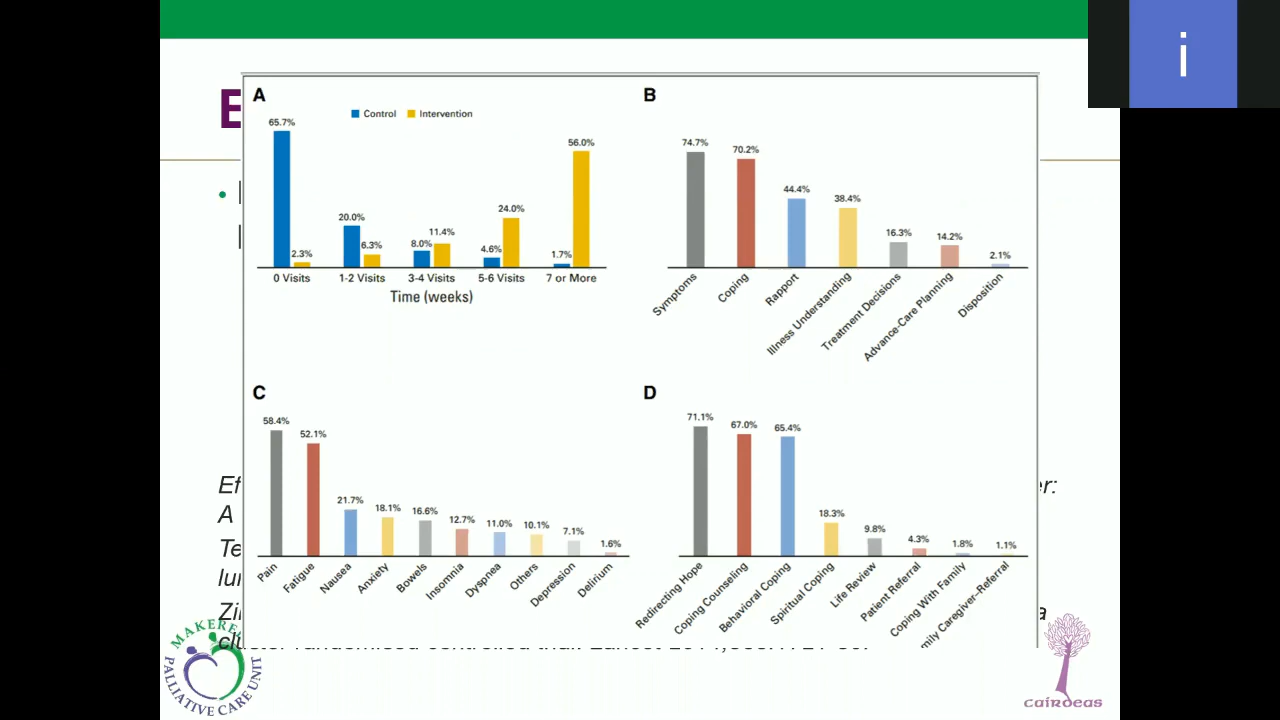 i
A
Control Intervention
65.7%
2.3%
20.0%
6.3%
8.0%
11.4%
4.6%
24.0%
1.7%
56.0%
0 Visits 1-2 Visits 3-4 Visits 5-6 Visits 7 or More
Time (weeks)
B
74.7%
70.2%
44.4%
38.4%
16.3%
14.2%
2.1%
Symptoms
Coping
Rapport
Illness Understanding
Treatment Decisions
Advance-Care Planning
Disposition
C
58.4%
52.1%
21.7%
18.1%
16.6%
12.7%
11.0%
10.1%
7.1%
1.6%
Pain
Fatigue
Nausea
Anxiety
Bowels
Insomnia
Dyspnea
Others
Depression
Delirium
D
71.1%
67.0%
65.4%
18.3%
9.8%
4.3%
1.8%
1.1%
Redirecting Hope
Coping Counseling
Behavioral Coping
Spiritual Coping
Life Review
Patient Referral
Coping With Family
mily Caregiver–Referral
A
PALLIATIVE CARE UNIT
cairdeas